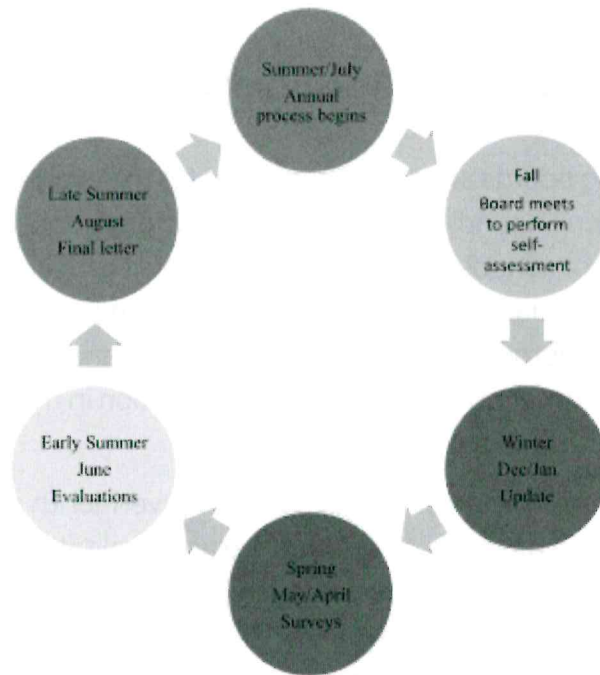 Summer/July
Annual
process begins
Fall
Board meets
to perform
self-
assessment
Winter
Dec/Jan
Update
Spring
May/April
Surveys
Early Summer
June
Evaluations
Late Summer
August
Final letter